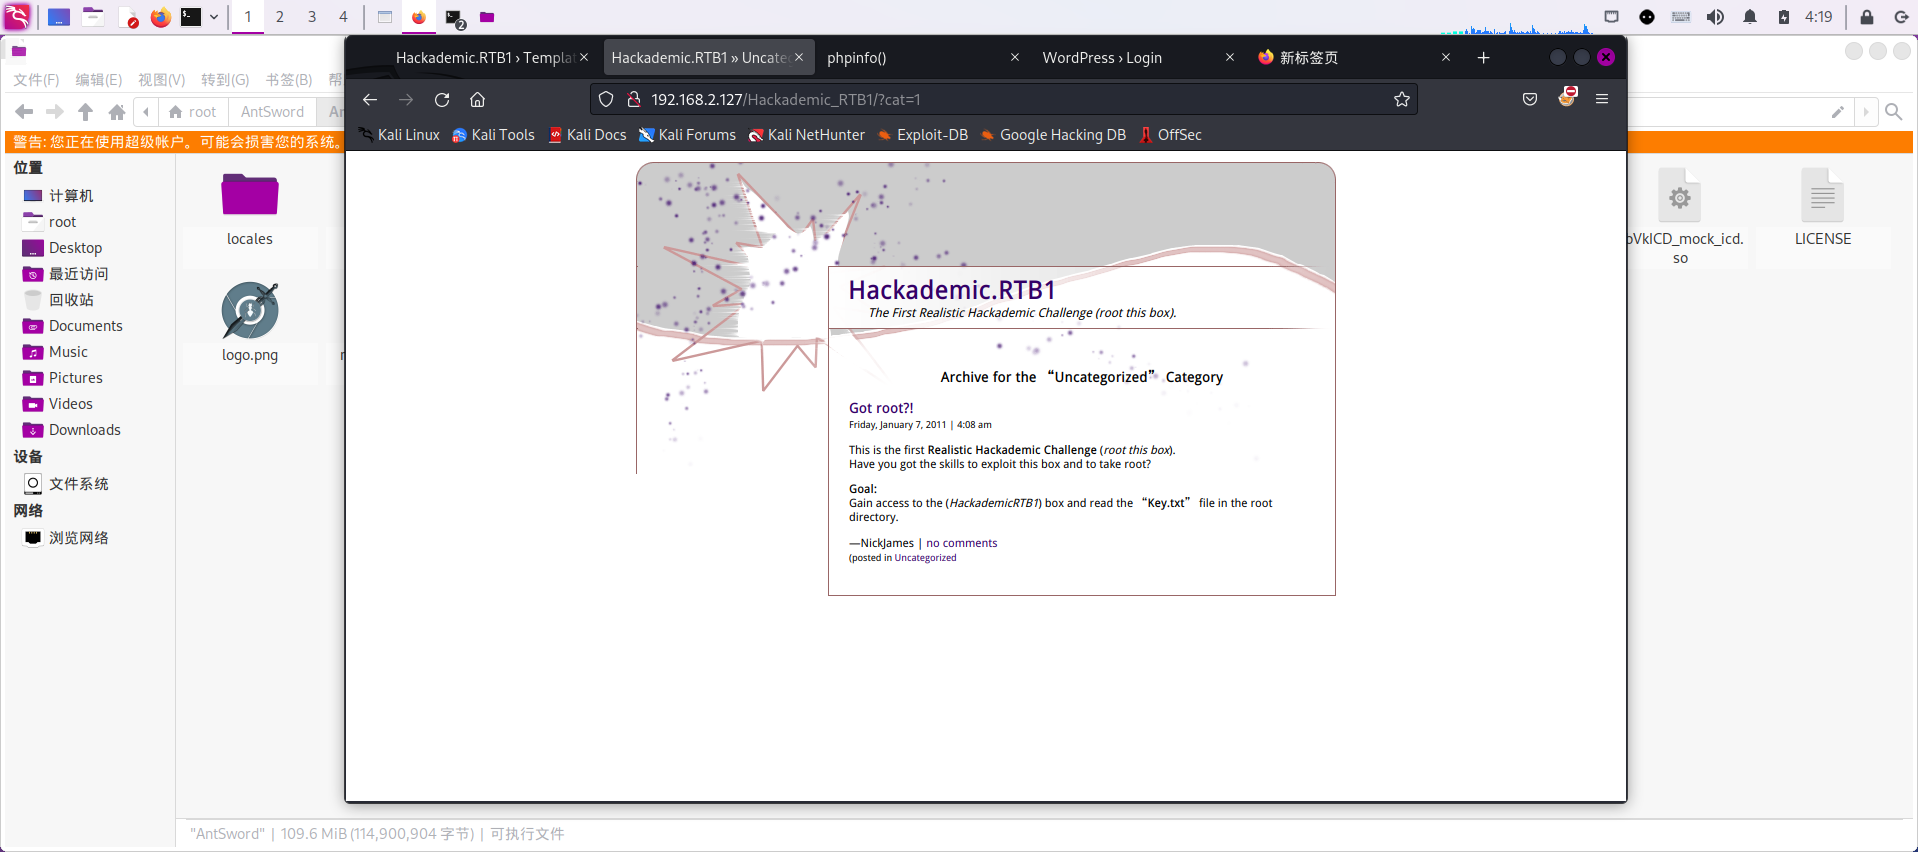 1 2 3 4 2 4:19
文件(F) 编辑(E) 视图(V) 转到(G) 书签(B) 帮
root AntSword An
警告: 您正在使用超级帐户。可能会损害您的系统。
位置
计算机
root
Desktop
最近访问
回收站
Documents
Music
Pictures
Videos
Downloads
设备
文件系统
网络
浏览网络
locales
logo.png
LICENSE
bVkICD_mock_icd.
so
"AntSword" | 109.6 MiB (114,900,904 字节) | 可执行文件
Hackademic.RTB1 › Templat
Hackademic.RTB1 » Uncateg
phpinfo()
WordPress › Login
新标签页
192.168.2.127/Hackademic_RTB1/?cat=1
Kali Linux Kali Tools Kali Docs Kali Forums Kali NetHunter Exploit-DB Google Hacking DB OffSec
Hackademic.RTB1
The First Realistic Hackademic Challenge (root this box).
Archive for the “Uncategorized” Category
Got root?!
Friday, January 7, 2011 | 4:08 am
This is the first Realistic Hackademic Challenge (root this box).
Have you got the skills to exploit this box and to take root?
Goal:
Gain access to the (HackademicRTB1) box and read the “Key.txt” file in the root
directory.
—NickJames | no comments
(posted in Uncategorized